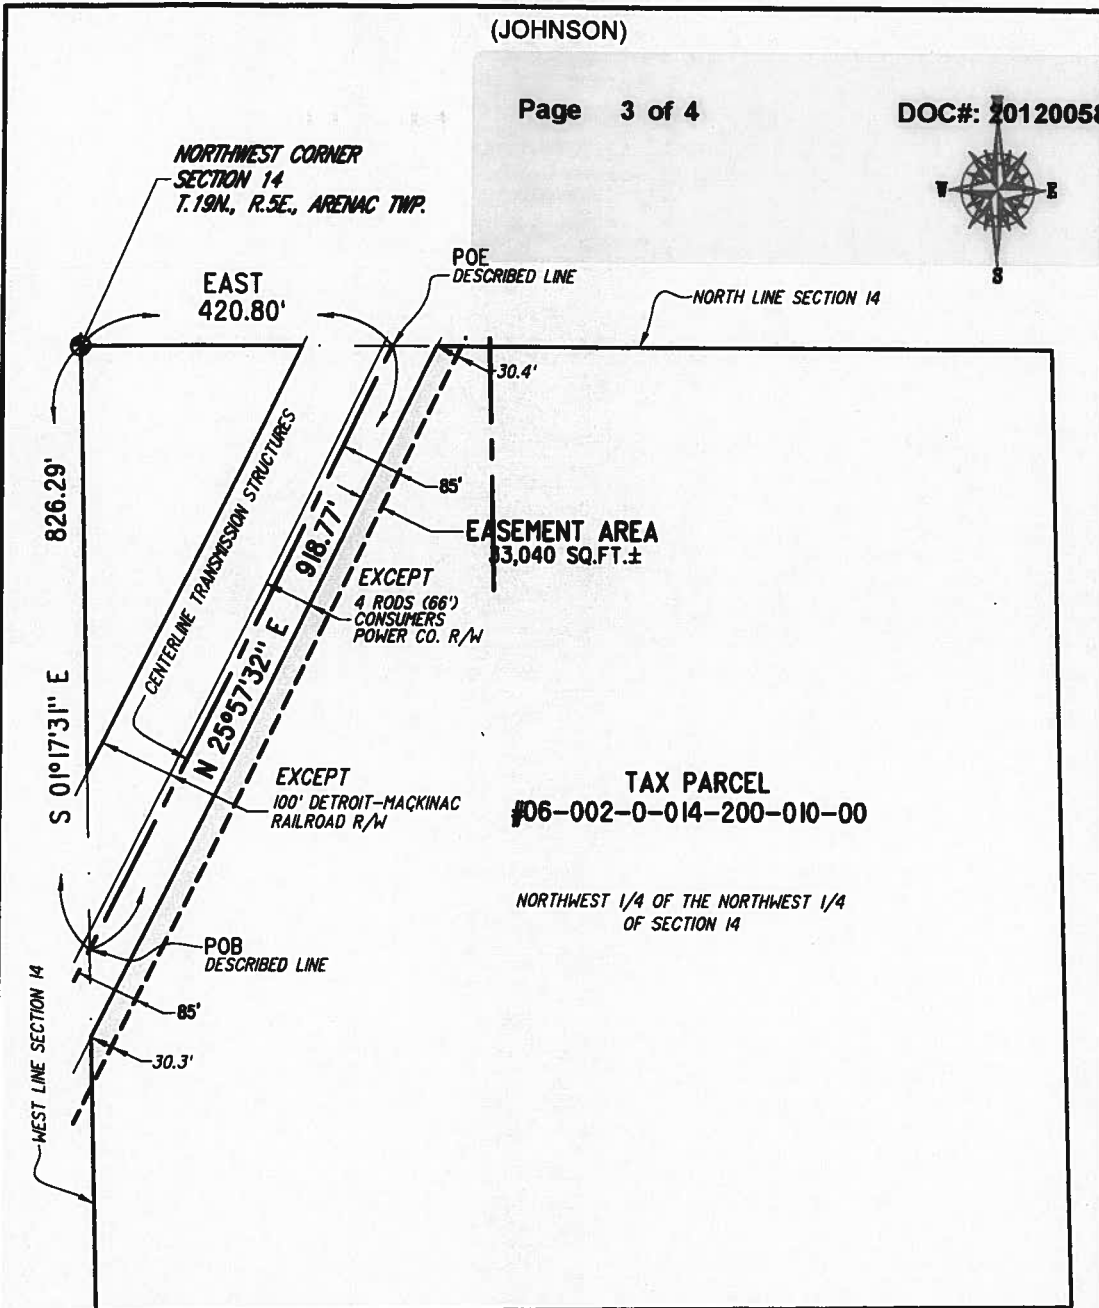 (JOHNSON)
Page 3 of 4
DOC#: 20120058
NORTHWEST CORNER
SECTION 14
T.19N., R.5E., ARENAC TWP.
W
E
S
EAST
420.80'
POE
DESCRIBED LINE
NORTH LINE SECTION 14
30.4'
826.29'
S 01°17'31" E
CENTERLINE TRANSMISSION STRUCTURES
85'
EASEMENT AREA
33,040 SQ.FT.±
N 25°57'32" E 918.77'
EXCEPT
4 RODS (66')
CONSUMERS
POWER CO. R/W
EXCEPT
100' DETROIT-MACKINAC
RAILROAD R/W
TAX PARCEL
#06-002-0-014-200-010-00
NORTHWEST 1/4 OF THE NORTHWEST 1/4
OF SECTION 14
POB
DESCRIBED LINE
85'
30.3'
WEST LINE SECTION 14